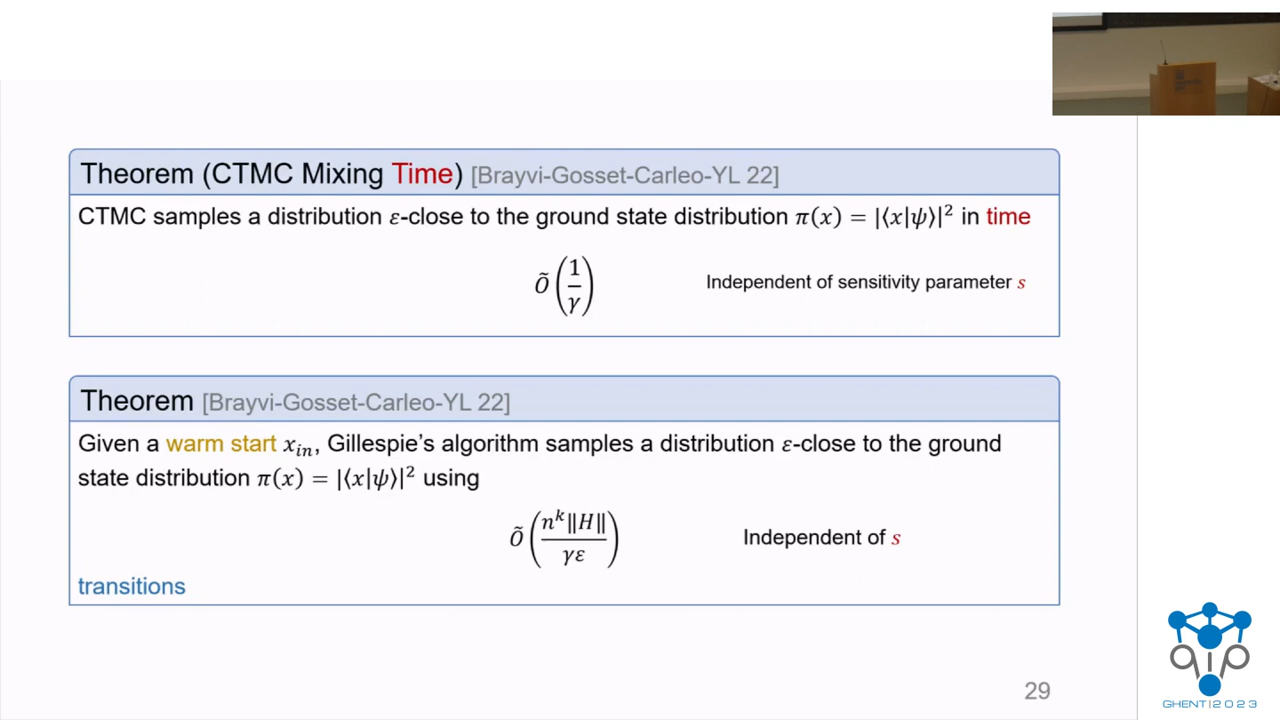 Theorem (CTMC Mixing Time) [Brayvi-Gosset-Carleo-YL 22]
CTMC samples a distribution ε-close to the ground state distribution π(x) = |⟨x|ψ⟩|² in time
Õ(1/γ) Independent of sensitivity parameter s
Theorem [Brayvi-Gosset-Carleo-YL 22]
Given a warm start x_in, Gillespie's algorithm samples a distribution ε-close to the ground
state distribution π(x) = |⟨x|ψ⟩|² using
Õ(n^k‖H‖/γε) Independent of s
transitions
29
qip
GHENT|2023